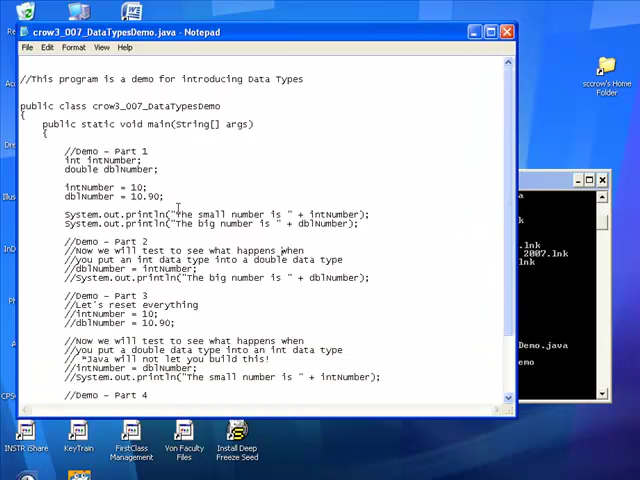 crow3_007_DataTypesDemo.java - Notepad
File Edit Format View Help
//This program is a demo for introducing Data Types
public class crow3_007_DataTypesDemo
{
public static void main(String[] args)
{
//Demo - Part 1
int intNumber;
double dblNumber;
intNumber = 10;
dblNumber = 10.90;
System.out.println("The small number is " + intNumber);
System.out.println("The big number is " + dblNumber);
//Demo - Part 2
//Now we will test to see what happens when
//you put an int data type into a double data type
//dblNumber = intNumber;
//System.out.println("The big number is " + dblNumber);
//Demo - Part 3
//Let's reset everything
//intNumber = 10;
//dblNumber = 10.90;
//Now we will test to see what happens when
//you put a double data type into an int data type
// *Java will not let you build this!
//intNumber = dblNumber;
//System.out.println("The small number is " + intNumber);
//Demo - Part 4
sccrow's Home
Folder
.lnk
2007.lnk
Demo.java
emo
INSTR iShare
KeyTrain
FirstClass
Management
Von Faculty
Files
Install Deep
Freeze Seed